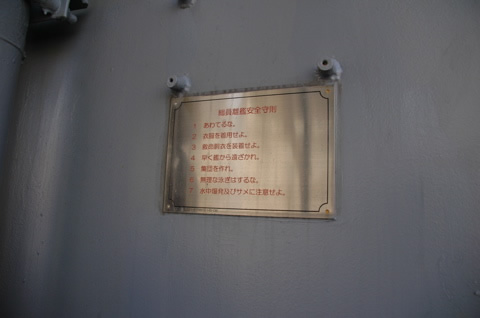 総員離艦安全守則
1 あわてるな。
2 衣服を着用せよ。
3 救命胴衣を装着せよ。
4 早く艦から遠ざかれ。
5 集団を作れ。
6 無理な泳ぎはするな。
7 水中爆発及びサメに注意せよ。